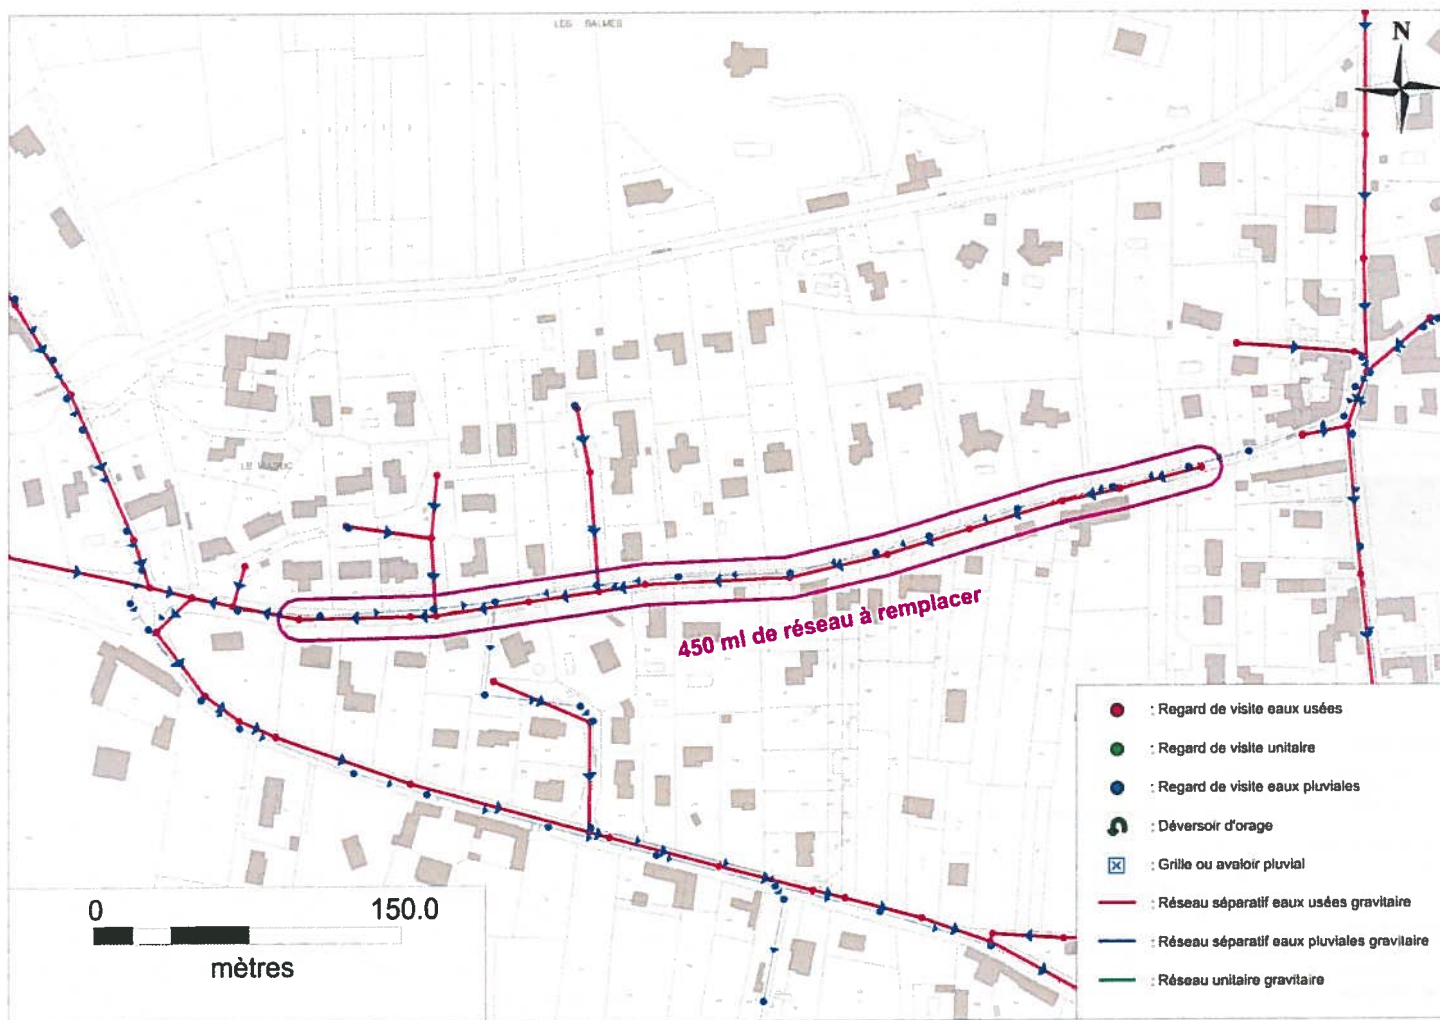 LES BALMES
N
450 ml de réseau à remplacer
: Regard de visite eaux usées
: Regard de visite unitaire
: Regard de visite eaux pluviales
: Déversoir d'orage
: Grille ou avaloir pluvial
: Réseau séparatif eaux usées gravitaire
: Réseau séparatif eaux pluviales gravitaire
: Réseau unitaire gravitaire
0 150.0
mètres